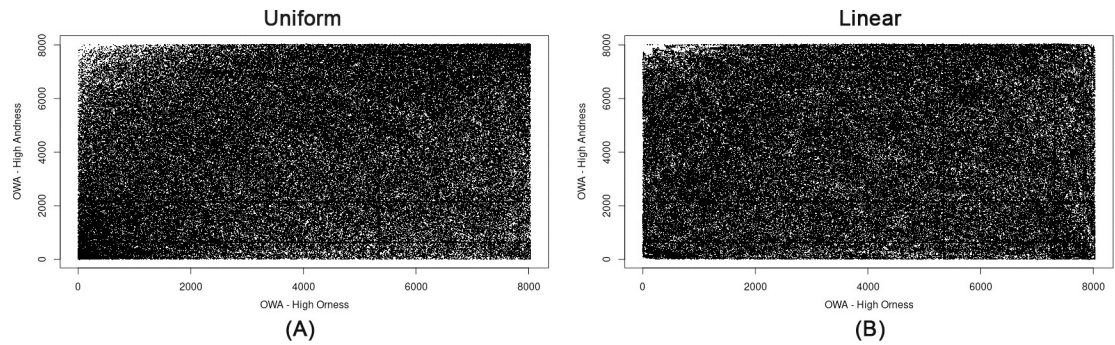 Uniform
8000
6000
4000
2000
0
OWA - High Andness
0 2000 4000 6000 8000
OWA - High Orness
(A)
Linear
8000
6000
4000
2000
0
OWA - High Andness
0 2000 4000 6000 8000
OWA - High Orness
(B)